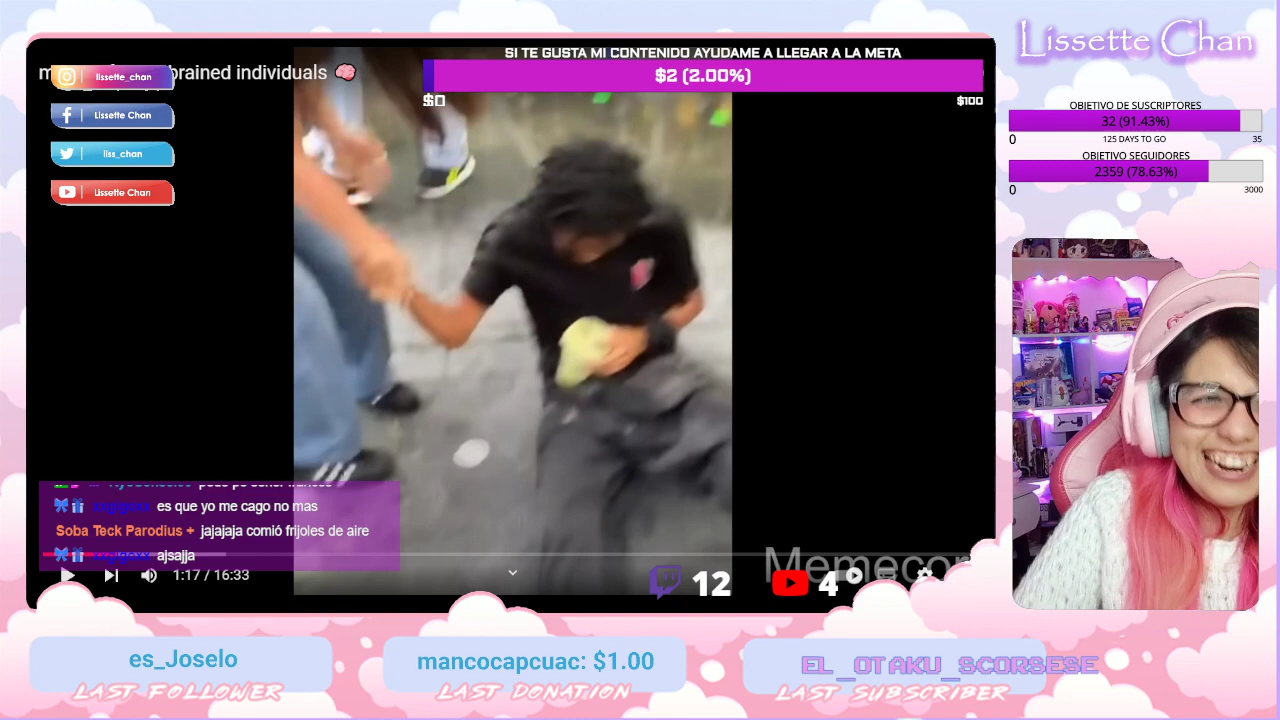 Lissette Chan
SI TE GUSTA MI CONTENIDO AYUDAME A LLEGAR A LA META
brained individuals
$2 (2.00%)
$0
$100
lissette_chan
Lissette Chan
liss_chan
Lissette Chan
OBJETIVO DE SUSCRIPTORES
32 (91.43%)
0
125 DAYS TO GO
35
OBJETIVO SEGUIDORES
2359 (78.63%)
0
3000
es que yo me cago no mas
Soba Teck Parodius + jajajaja comió frijoles de aire
ajsajja
1:17 / 16:33
12
4
es_Joselo
LAST FOLLOWER
mancocapcuac: $1.00
LAST DONATION
EL_OTAKU_SCORSESE
LAST SUBSCRIBER